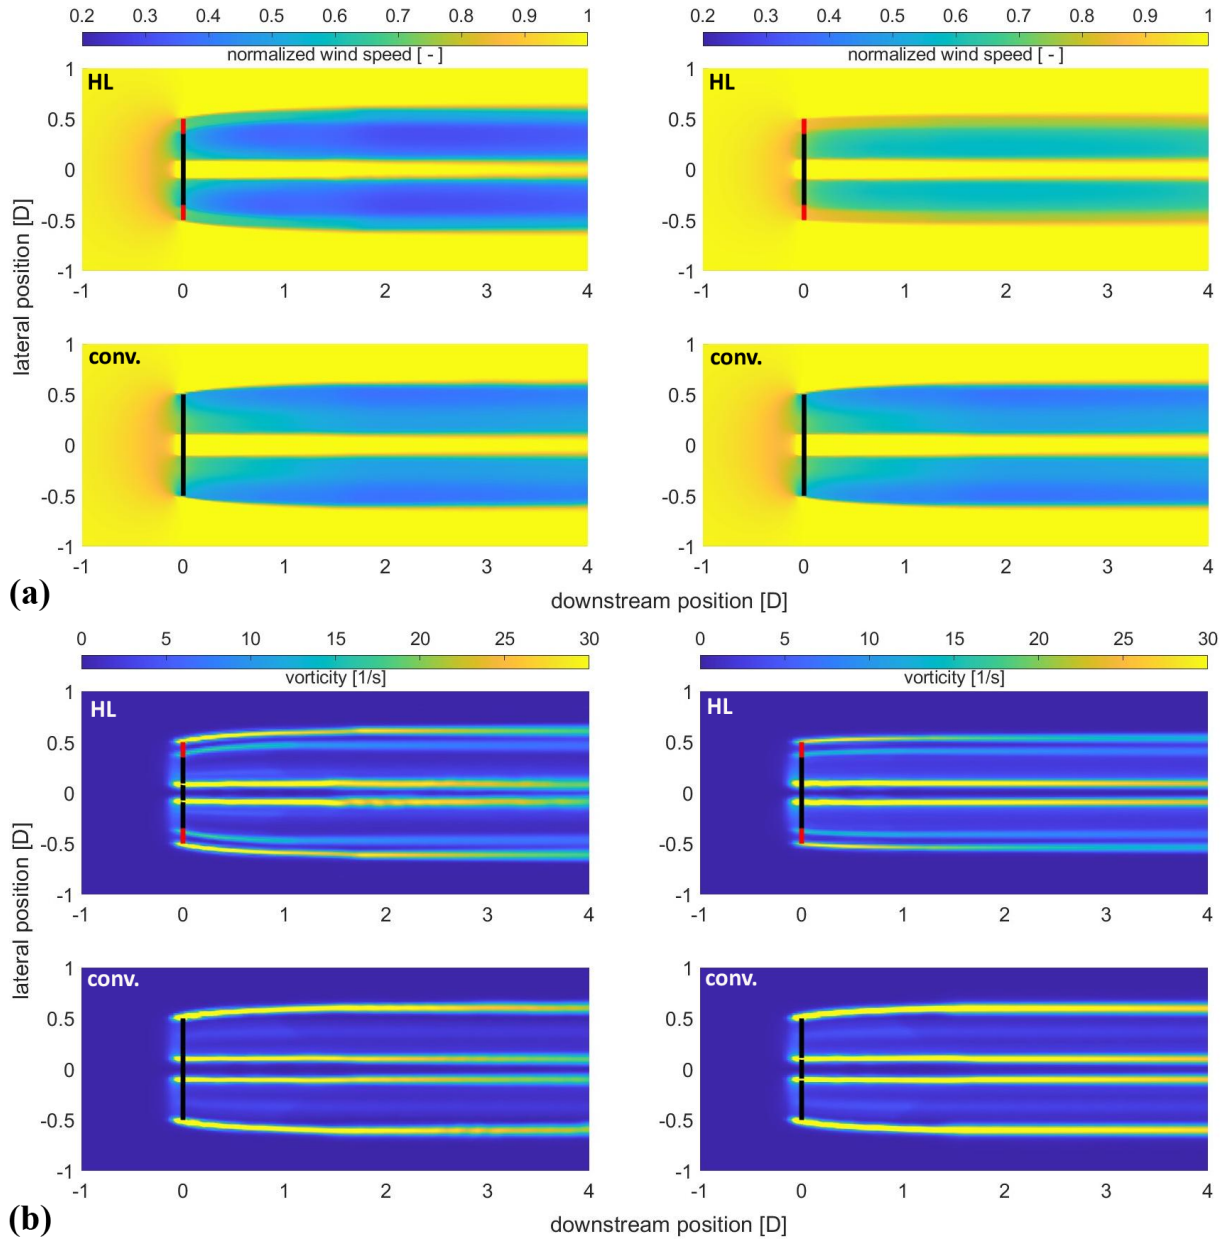 0.2 0.3 0.4 0.5 0.6 0.7 0.8 0.9 1
normalized wind speed [ - ]
0.2 0.3 0.4 0.5 0.6 0.7 0.8 0.9 1
normalized wind speed [ - ]
lateral position [D]
HL
1
0.5
0
-0.5
-1
-1 0 1 2 3 4
HL
1
0.5
0
-0.5
-1
-1 0 1 2 3 4
conv.
1
0.5
0
-0.5
-1
-1 0 1 2 3 4
conv.
1
0.5
0
-0.5
-1
-1 0 1 2 3 4
(a)
downstream position [D]
0 5 10 15 20 25 30
vorticity [1/s]
0 5 10 15 20 25 30
vorticity [1/s]
lateral position [D]
HL
1
0.5
0
-0.5
-1
-1 0 1 2 3 4
HL
1
0.5
0
-0.5
-1
-1 0 1 2 3 4
conv.
1
0.5
0
-0.5
-1
-1 0 1 2 3 4
conv.
1
0.5
0
-0.5
-1
-1 0 1 2 3 4
(b)
downstream position [D]